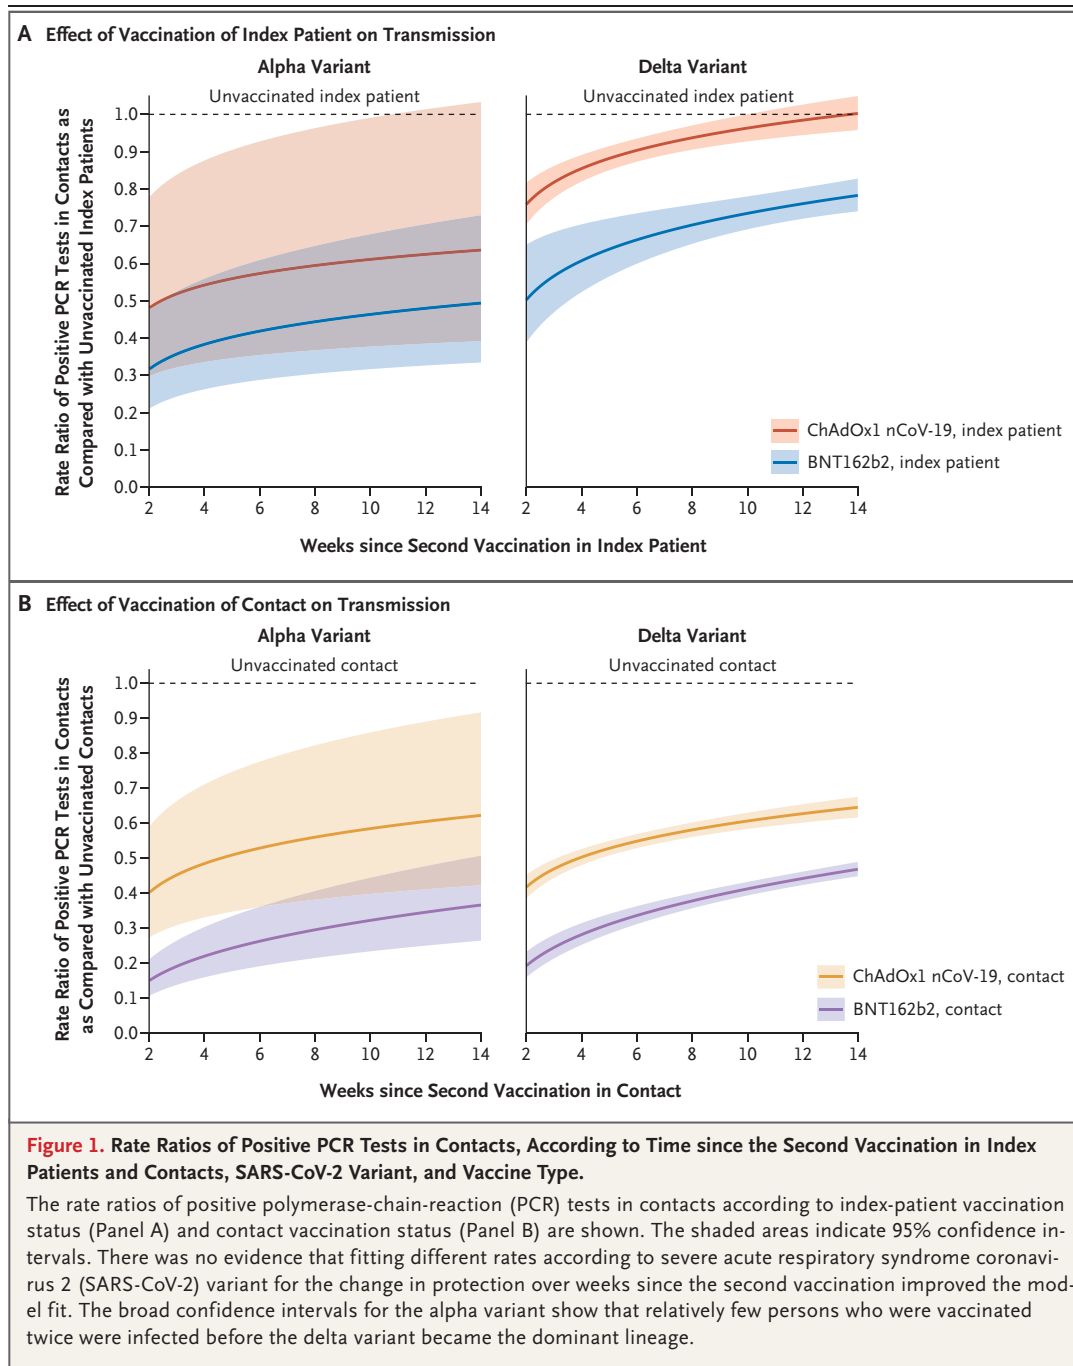 A Effect of Vaccination of Index Patient on Transmission
Alpha Variant
Delta Variant
Unvaccinated index patient
Unvaccinated index patient
Rate Ratio of Positive PCR Tests in Contacts as
Compared with Unvaccinated Index Patients
1.0
0.9
0.8
0.7
0.6
0.5
0.4
0.3
0.2
0.1
0.0
2 4 6 8 10 12 14
2 4 6 8 10 12 14
ChAdOx1 nCoV-19, index patient
BNT162b2, index patient
Weeks since Second Vaccination in Index Patient
B Effect of Vaccination of Contact on Transmission
Alpha Variant
Delta Variant
Unvaccinated contact
Unvaccinated contact
Rate Ratio of Positive PCR Tests in Contacts
as Compared with Unvaccinated Contacts
1.0
0.9
0.8
0.7
0.6
0.5
0.4
0.3
0.2
0.1
0.0
2 4 6 8 10 12 14
2 4 6 8 10 12 14
ChAdOx1 nCoV-19, contact
BNT162b2, contact
Weeks since Second Vaccination in Contact
Figure 1. Rate Ratios of Positive PCR Tests in Contacts, According to Time since the Second Vaccination in Index
Patients and Contacts, SARS-CoV-2 Variant, and Vaccine Type.
The rate ratios of positive polymerase-chain-reaction (PCR) tests in contacts according to index-patient vaccination
status (Panel A) and contact vaccination status (Panel B) are shown. The shaded areas indicate 95% confidence in-
tervals. There was no evidence that fitting different rates according to severe acute respiratory syndrome coronavi-
rus 2 (SARS-CoV-2) variant for the change in protection over weeks since the second vaccination improved the mod-
el fit. The broad confidence intervals for the alpha variant show that relatively few persons who were vaccinated
twice were infected before the delta variant became the dominant lineage.